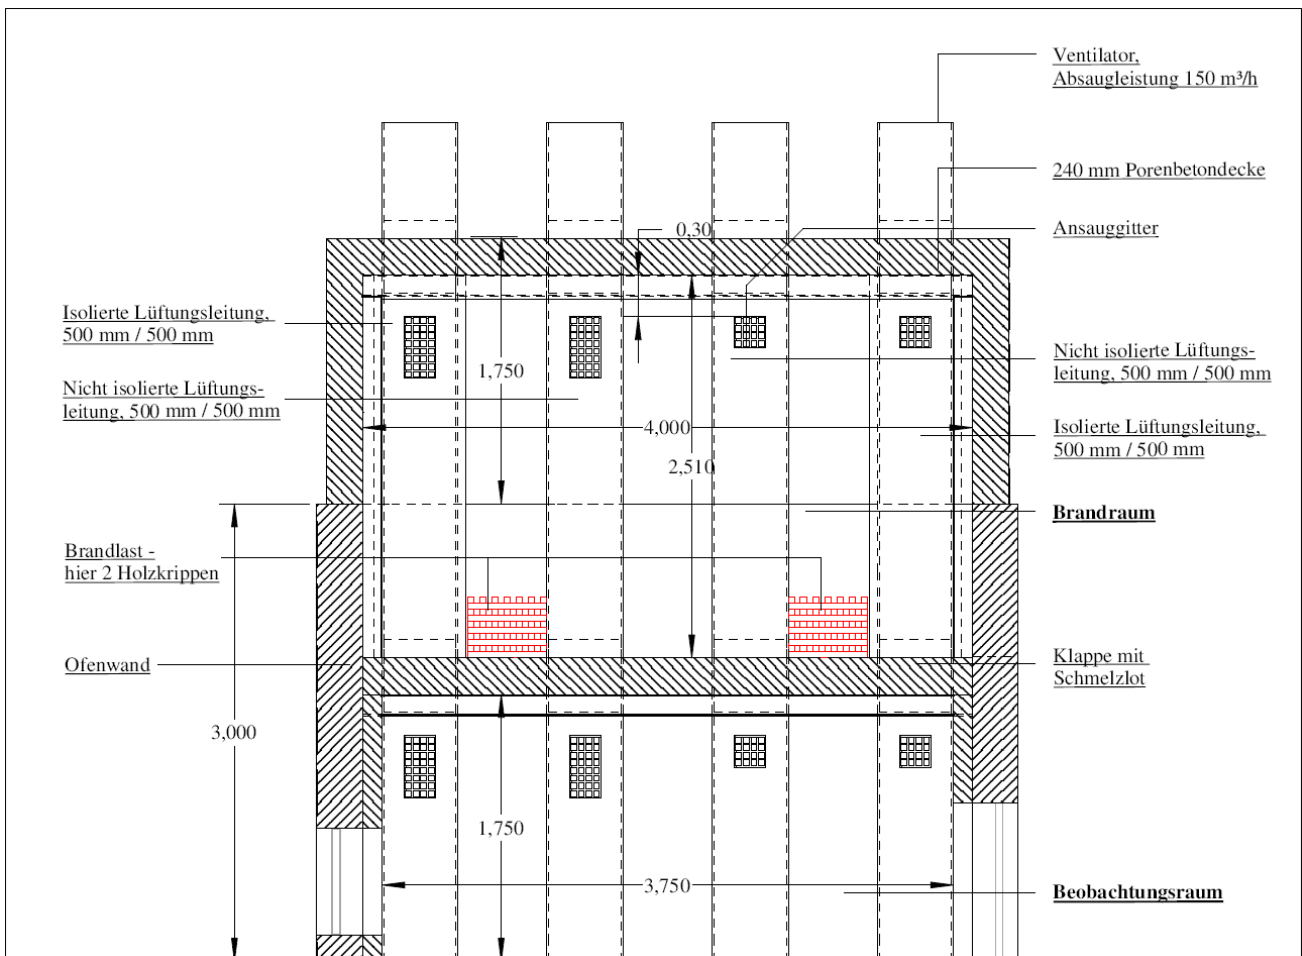 Ventilator,
Absaugleistung 150 m³/h
240 mm Porenbetondecke
0,30
Ansauggitter
Isolierte Lüftungsleitung,
500 mm / 500 mm
1,750
Nicht isolierte Lüftungs-
leitung, 500 mm / 500 mm
Nicht isolierte Lüftungs-
leitung, 500 mm / 500 mm
4,000
Isolierte Lüftungsleitung,
500 mm / 500 mm
2,510
Brandraum
Brandlast -
hier 2 Holzkrippen
Ofenwand
Klappe mit
Schmelzlot
3,000
1,750
3,750
Beobachtungsraum